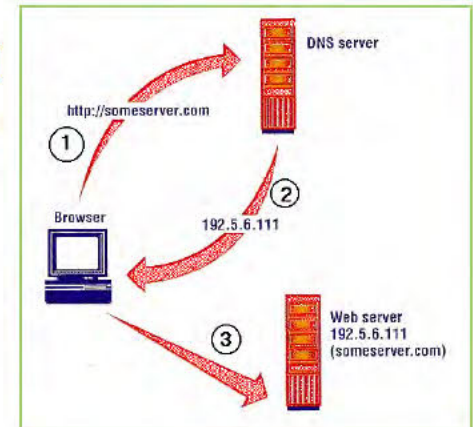 DNS server
http://someserver.com
1
2
Browser
192.5.6.111
3
Web server
192.5.6.111
(someserver.com)